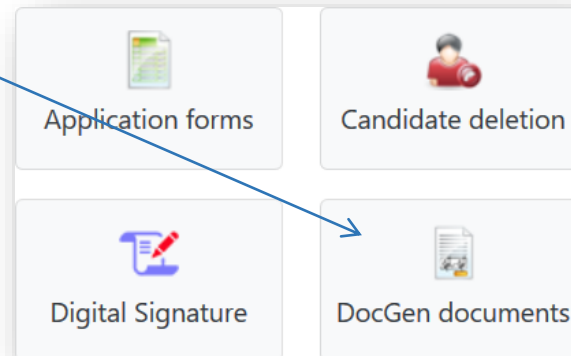 Application forms
Candidate deletion
Digital Signature
DocGen documents